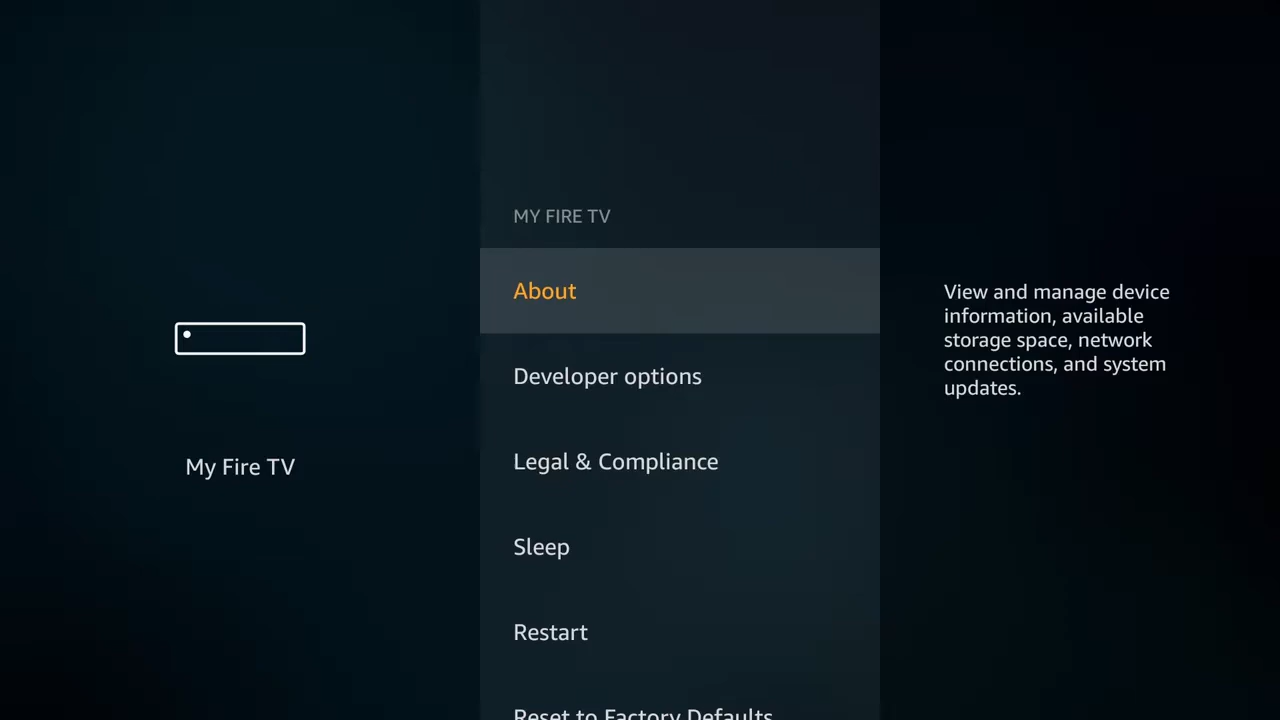 My Fire TV
MY FIRE TV
About
Developer options
Legal & Compliance
Sleep
Restart
Reset to Factory Defaults
View and manage device
information, available
storage space, network
connections, and system
updates.